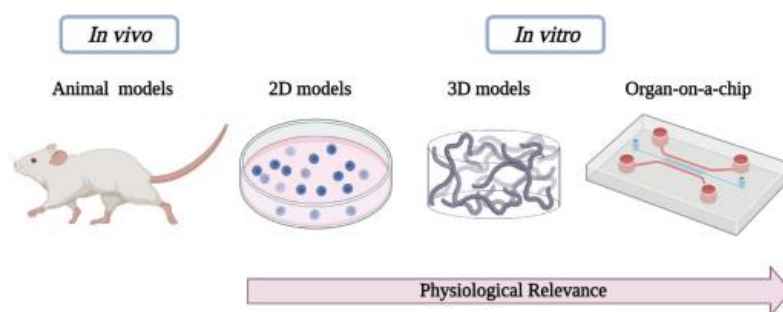 In vivo
In vitro
Animal models
2D models
3D models
Organ-on-a-chip
Physiological Relevance